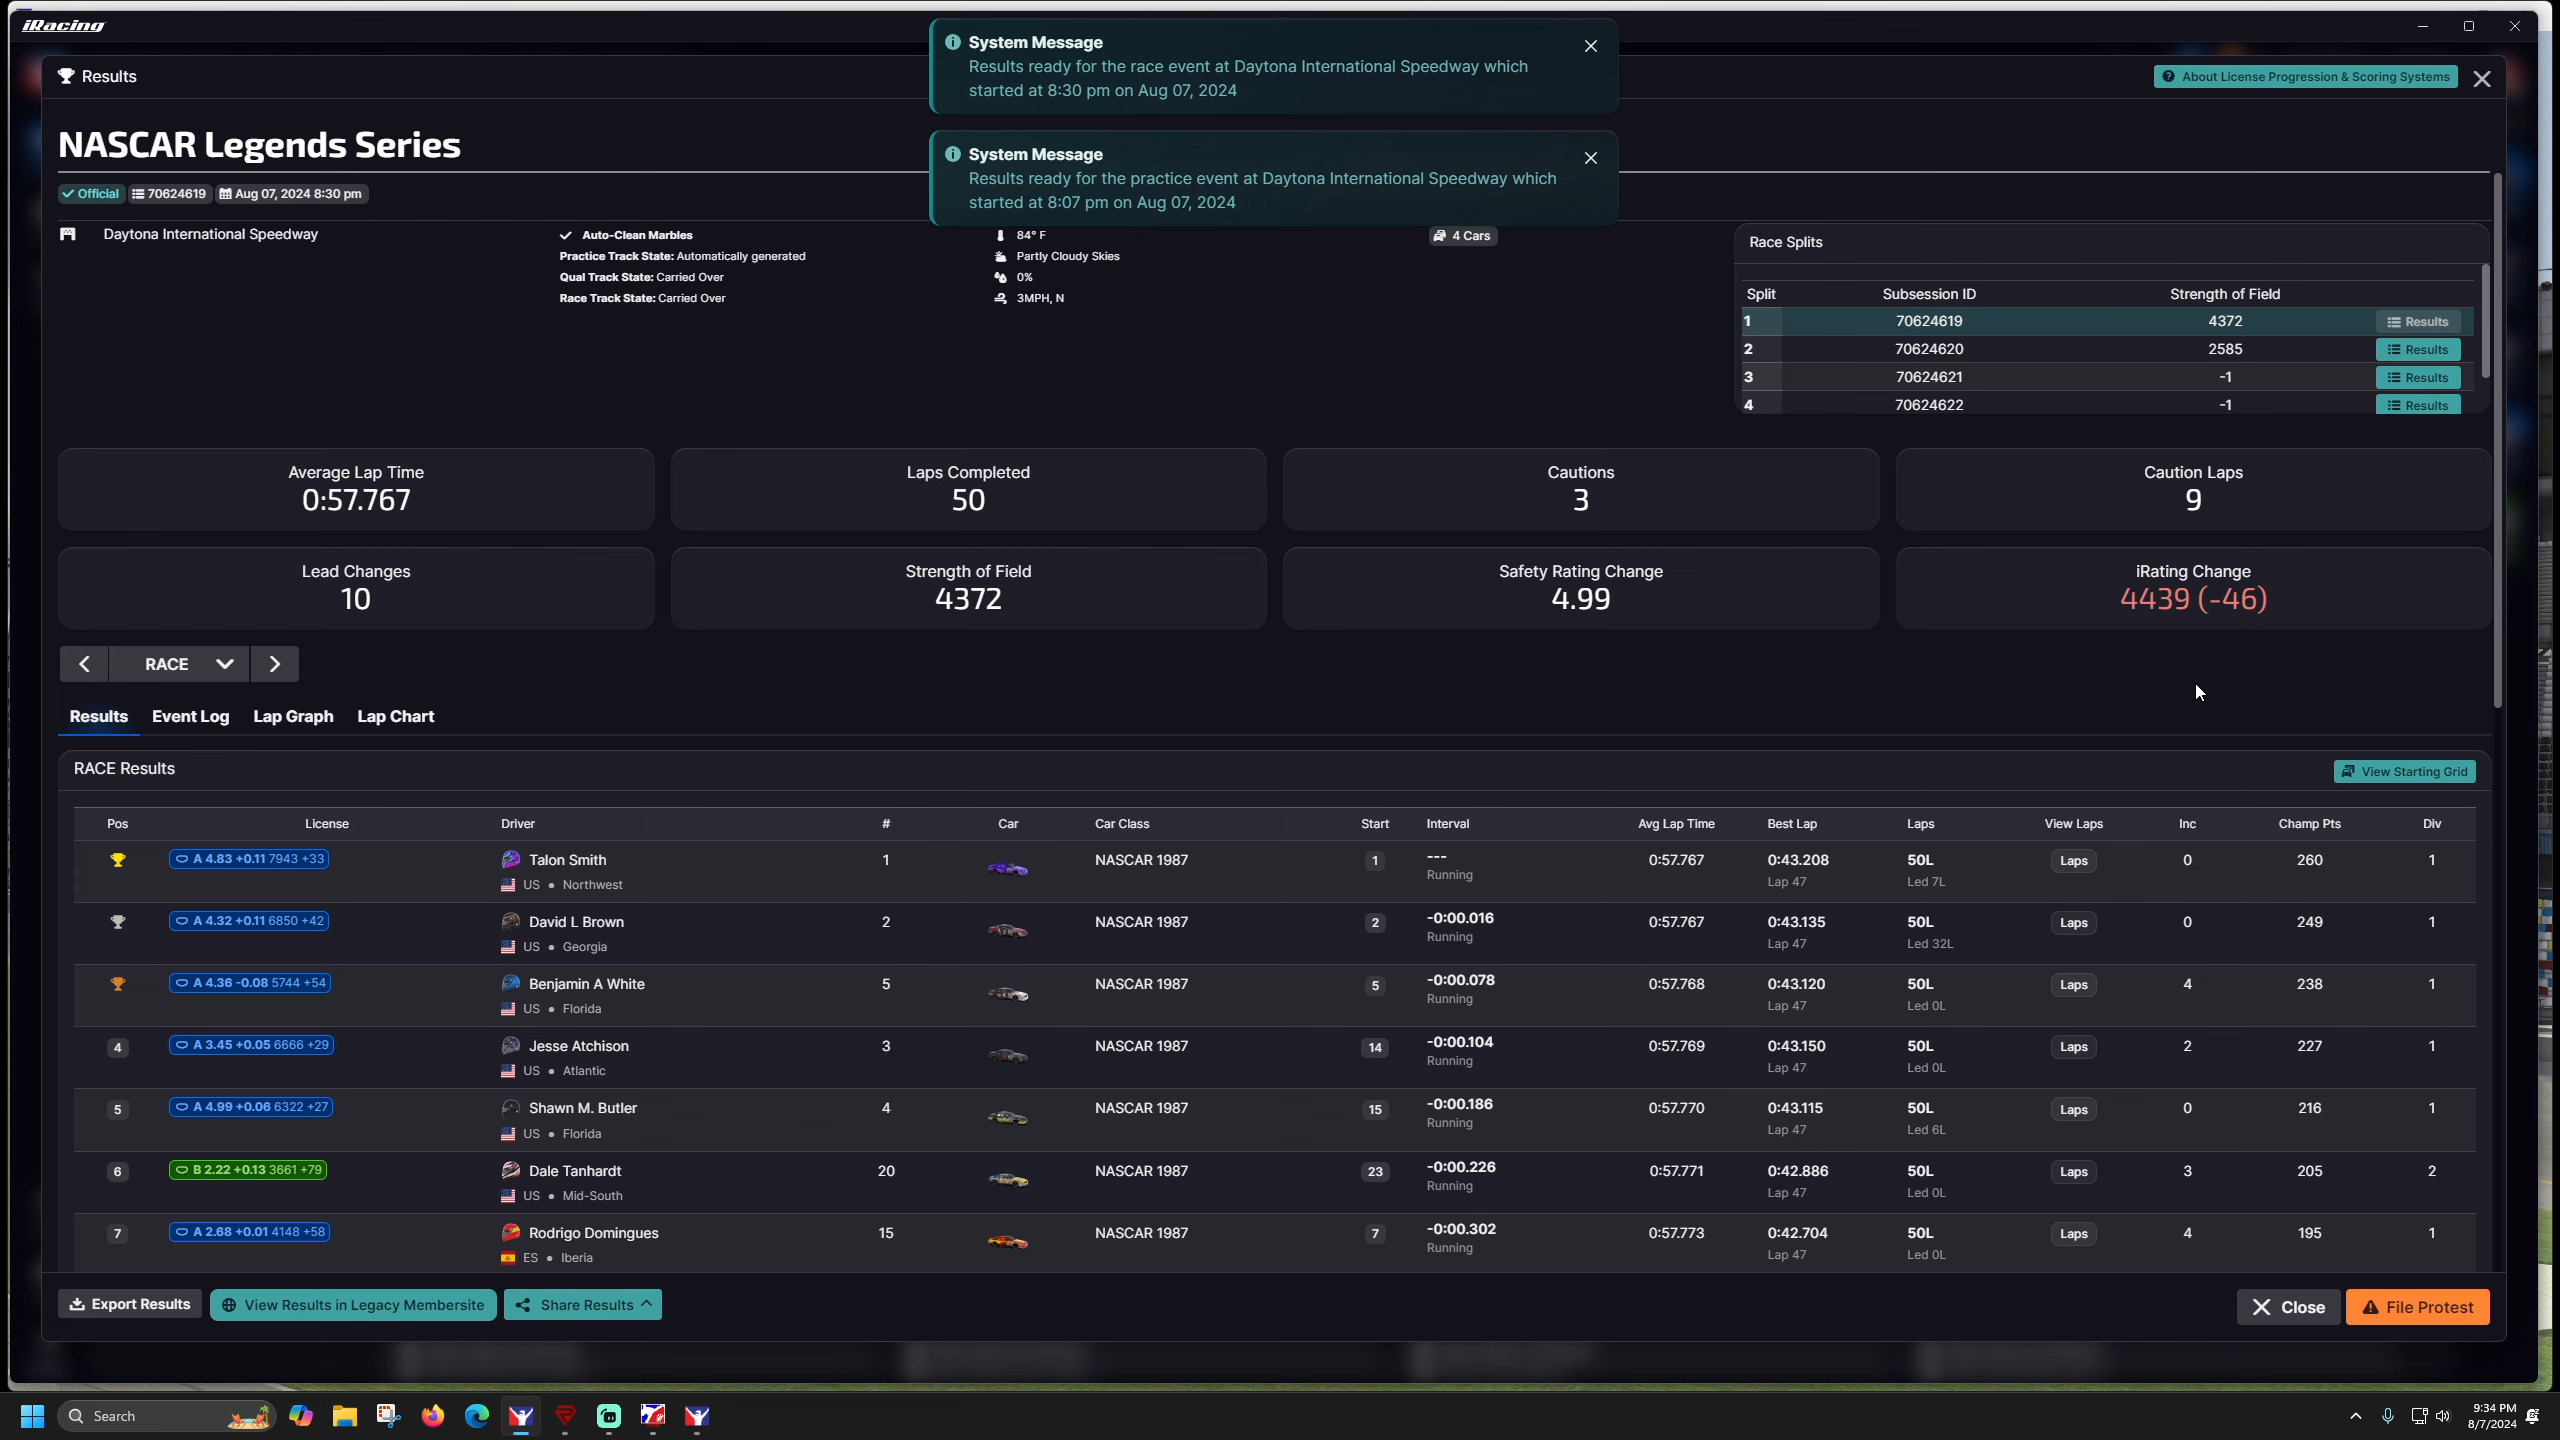 iRacing
System Message
Results ready for the race event at Daytona International Speedway which
started at 8:30 pm on Aug 07, 2024
Results
About License Progression & Scoring Systems
System Message
Results ready for the practice event at Daytona International Speedway which
started at 8:07 pm on Aug 07, 2024
NASCAR Legends Series
Official 70624619 Aug 07, 2024 8:30 pm
Daytona International Speedway
Auto-Clean Marbles
Practice Track State: Automatically generated
Qual Track State: Carried Over
Race Track State: Carried Over
84° F
Partly Cloudy Skies
0%
3MPH, N
4 Cars
Race Splits
Split Subsession ID Strength of Field
1 70624619 4372 Results
2 70624620 2585 Results
3 70624621 -1 Results
4 70624622 -1 Results
Average Lap Time
0:57.767
Laps Completed
50
Cautions
3
Caution Laps
9
Lead Changes
10
Strength of Field
4372
Safety Rating Change
4.99
iRating Change
4439 (-46)
RACE
Results Event Log Lap Graph Lap Chart
RACE Results
View Starting Grid
Pos License Driver # Car Car Class Start Interval Avg Lap Time Best Lap Laps View Laps Inc Champ Pts Div
A 4.83 +0.11 7943 +33 Talon Smith 1 NASCAR 1987 1 --- 0:57.767 0:43.208 50L Laps 0 260 1
US • Northwest Running Lap 47 Led 7L
A 4.32 +0.11 6850 +42 David L Brown 2 NASCAR 1987 2 -0:00.016 0:57.767 0:43.135 50L Laps 0 249 1
US • Georgia Running Lap 47 Led 32L
A 4.36 -0.08 5744 +54 Benjamin A White 5 NASCAR 1987 5 -0:00.078 0:57.768 0:43.120 50L Laps 4 238 1
US • Florida Running Lap 47 Led 0L
4 A 3.45 +0.05 6666 +29 Jesse Atchison 3 NASCAR 1987 14 -0:00.104 0:57.769 0:43.150 50L Laps 2 227 1
US • Atlantic Running Lap 47 Led 0L
5 A 4.99 +0.06 6322 +27 Shawn M. Butler 4 NASCAR 1987 15 -0:00.186 0:57.770 0:43.115 50L Laps 0 216 1
US • Florida Running Lap 47 Led 6L
6 B 2.22 +0.13 3661 +79 Dale Tanhardt 20 NASCAR 1987 23 -0:00.226 0:57.771 0:42.886 50L Laps 3 205 2
US • Mid-South Running Lap 47 Led 0L
7 A 2.68 +0.01 4148 +58 Rodrigo Domingues 15 NASCAR 1987 7 -0:00.302 0:57.773 0:42.704 50L Laps 4 195 1
ES • Iberia Running Lap 47 Led 0L
Export Results View Results in Legacy Membersite Share Results Close File Protest
Search
9:34 PM
8/7/2024